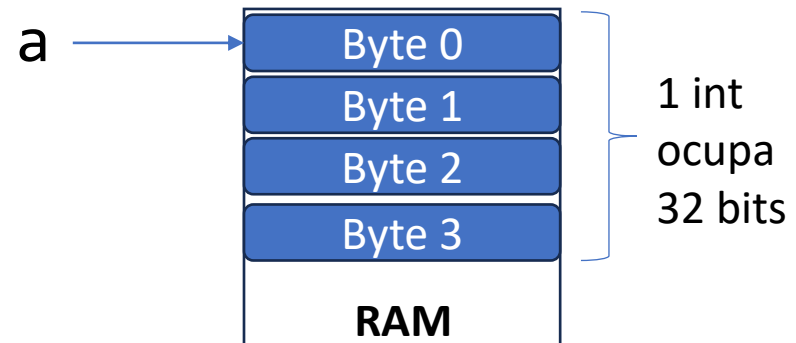 a
Byte 0
Byte 1
Byte 2
Byte 3
1 int
ocupa
32 bits
RAM